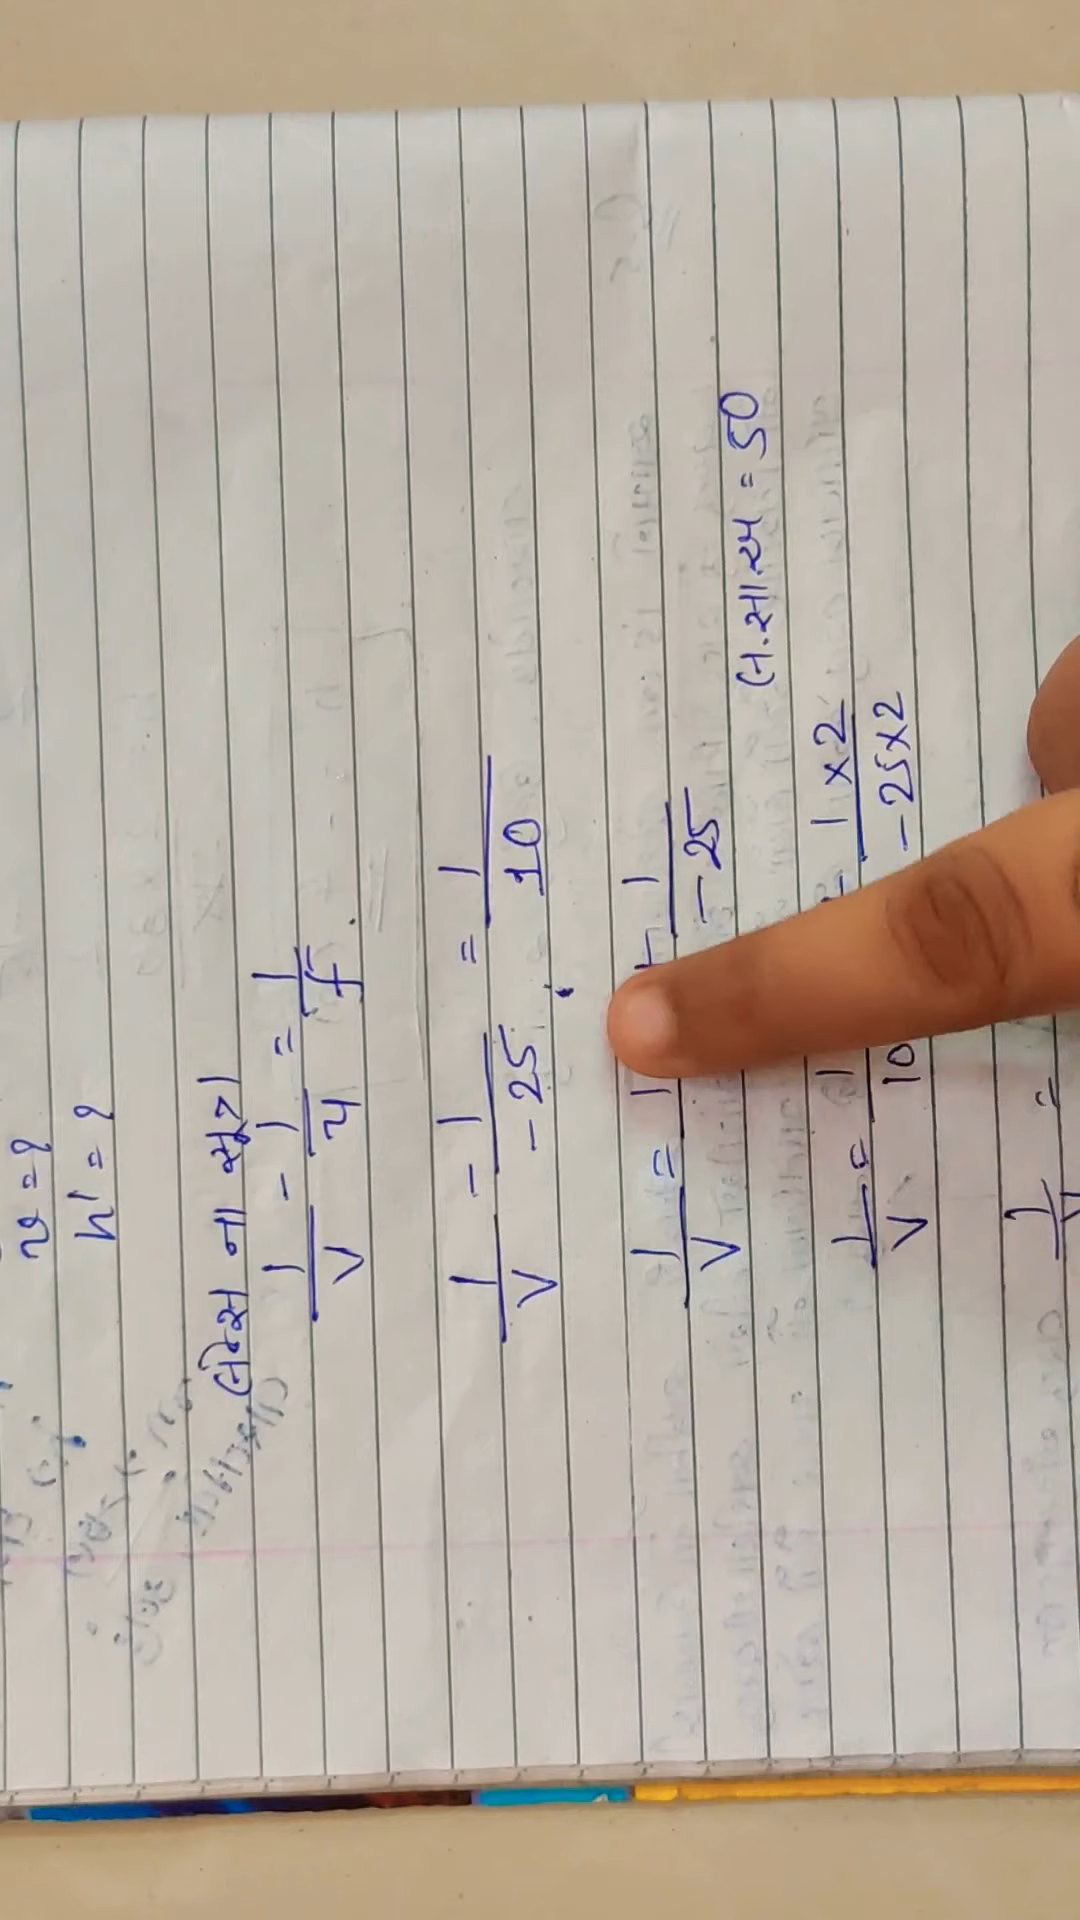 v = ?
h' = ?
લેન્સ ના સૂત્ર
1/V - 1/u = 1/f
1/V - 1/-25 = 1/10
1/V = 1 + 1/-25
લ.સા.અ = 50
1/V = 10 1×2/-25×2
1/V =